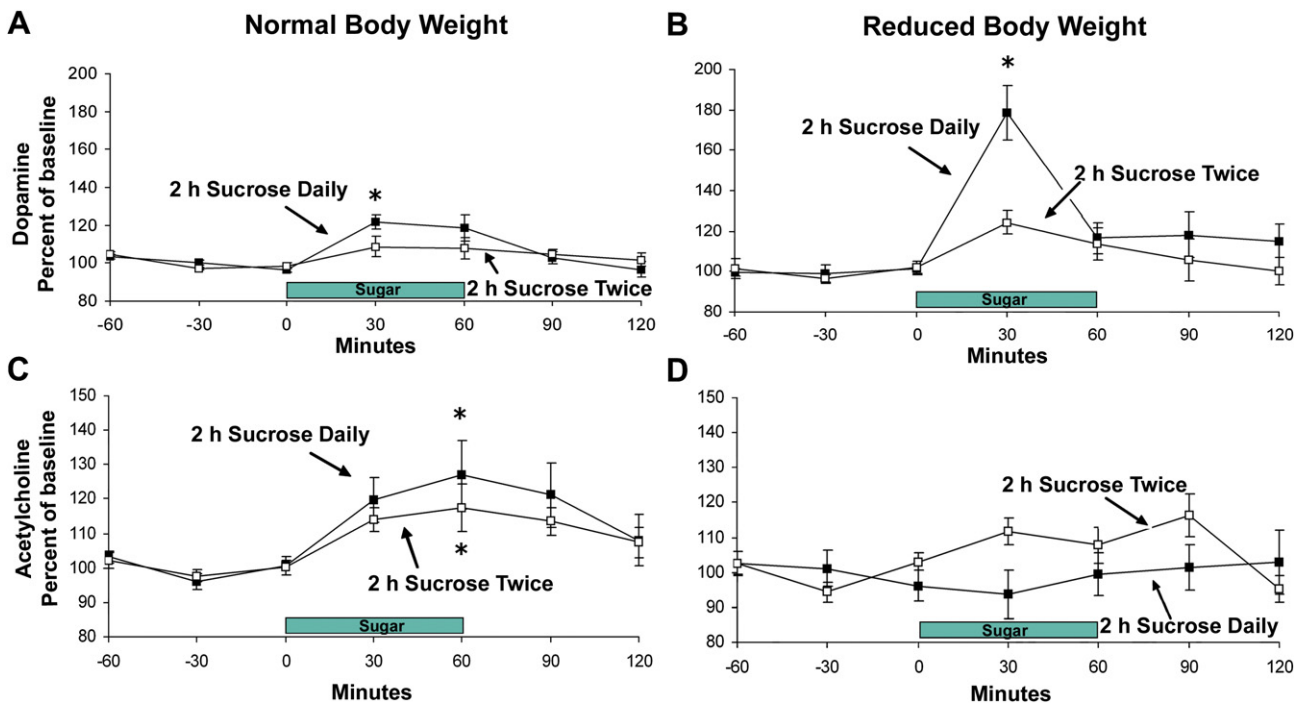 A
Normal Body Weight
Dopamine
Percent of baseline
200
180
160
140
120
100
80
2 h Sucrose Daily
*
Sugar
2 h Sucrose Twice
-60
-30
0
30
60
90
120
Minutes
B
Reduced Body Weight
200
180
160
140
120
100
80
*
2 h Sucrose Daily
2 h Sucrose Twice
Sugar
-60
-30
0
30
60
90
120
Minutes
C
Acetylcholine
Percent of baseline
150
140
130
120
110
100
90
80
2 h Sucrose Daily
*
*
2 h Sucrose Twice
Sugar
-60
-30
0
30
60
90
120
Minutes
D
150
140
130
120
110
100
90
80
2 h Sucrose Twice
Sugar
2 h Sucrose Daily
-60
-30
0
30
60
90
120
Minutes